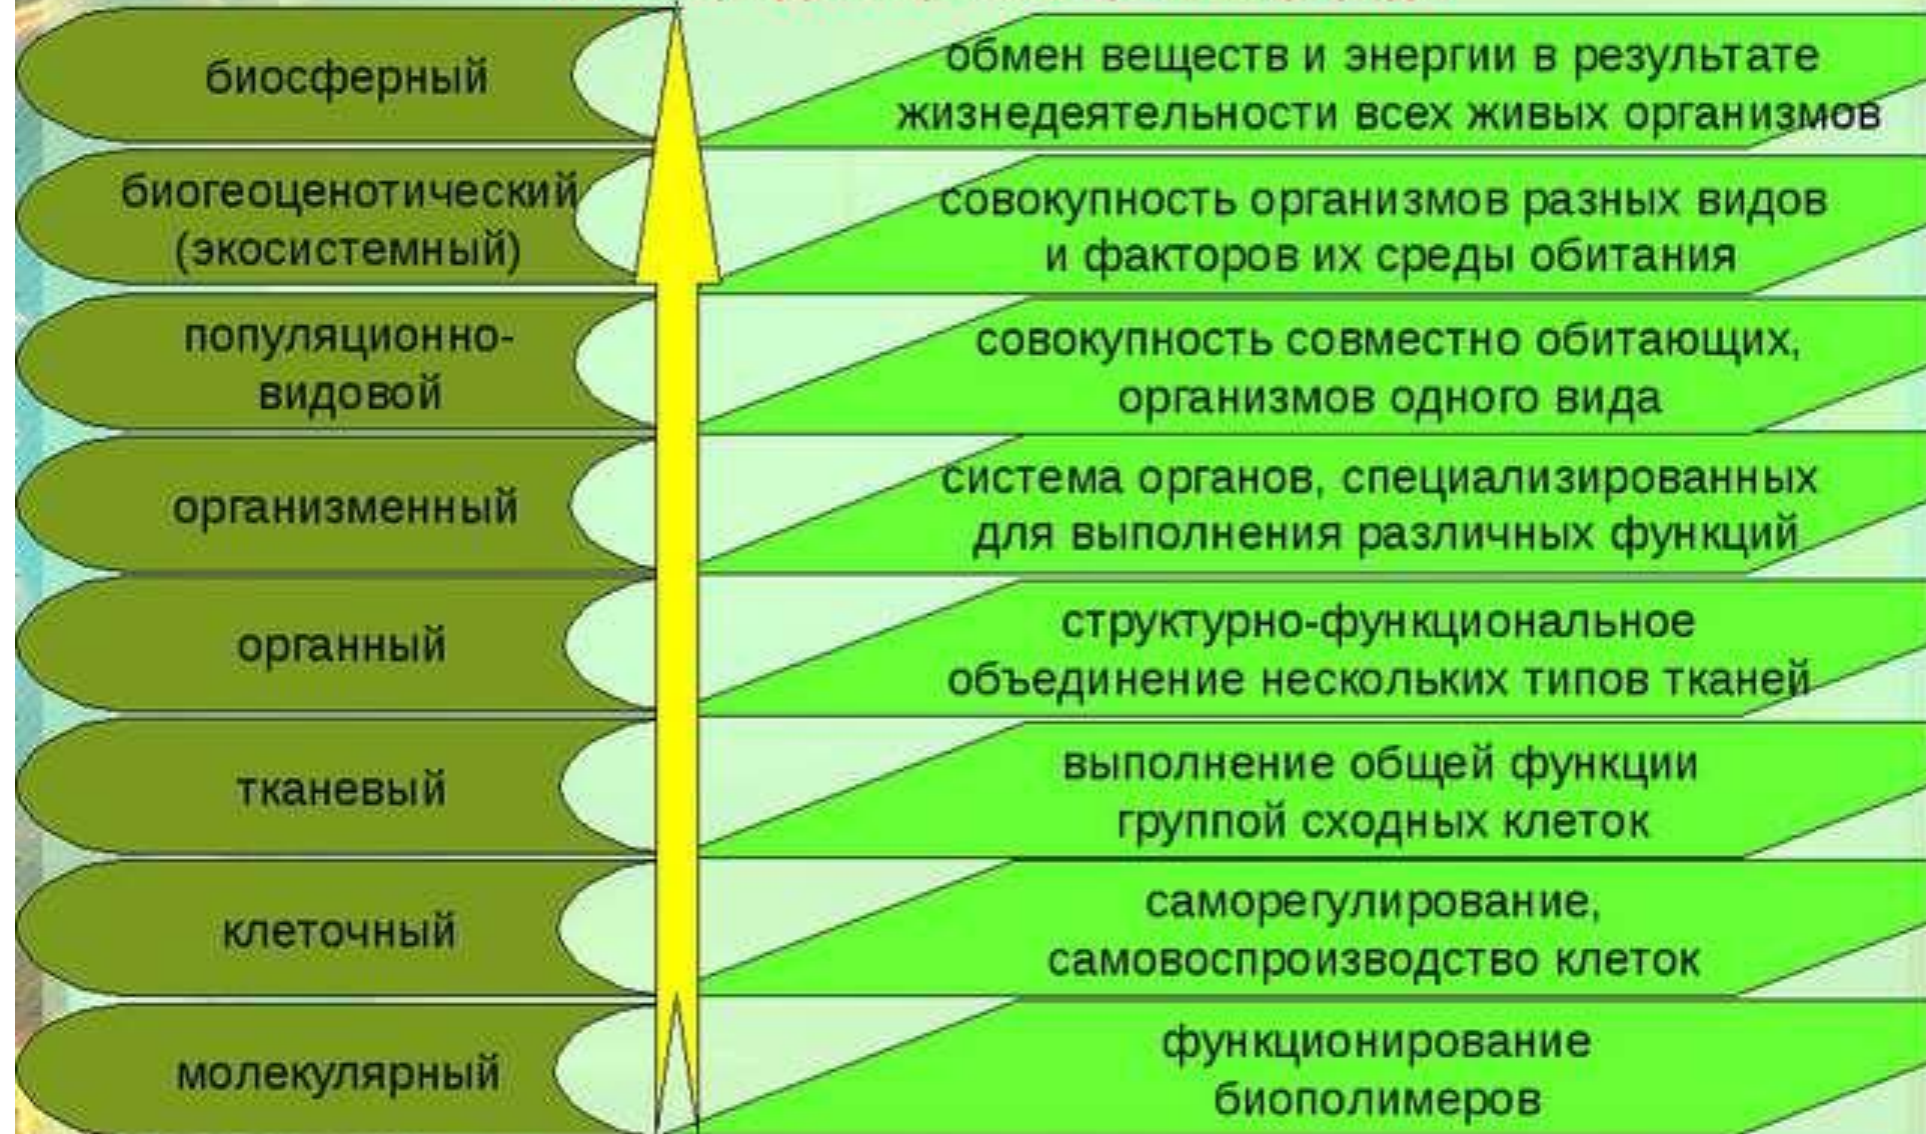 биосферный
обмен веществ и энергии в результате
жизнедеятельности всех живых организмов
биогеоценотический
(экосистемный)
совокупность организмов разных видов
и факторов их среды обитания
популяционно-
видовой
совокупность совместно обитающих,
организмов одного вида
организменный
система органов, специализированных
для выполнения различных функций
органный
структурно-функциональное
объединение нескольких типов тканей
тканевый
выполнение общей функции
группой сходных клеток
клеточный
саморегулирование,
самовоспроизводство клеток
молекулярный
функционирование
биополимеров